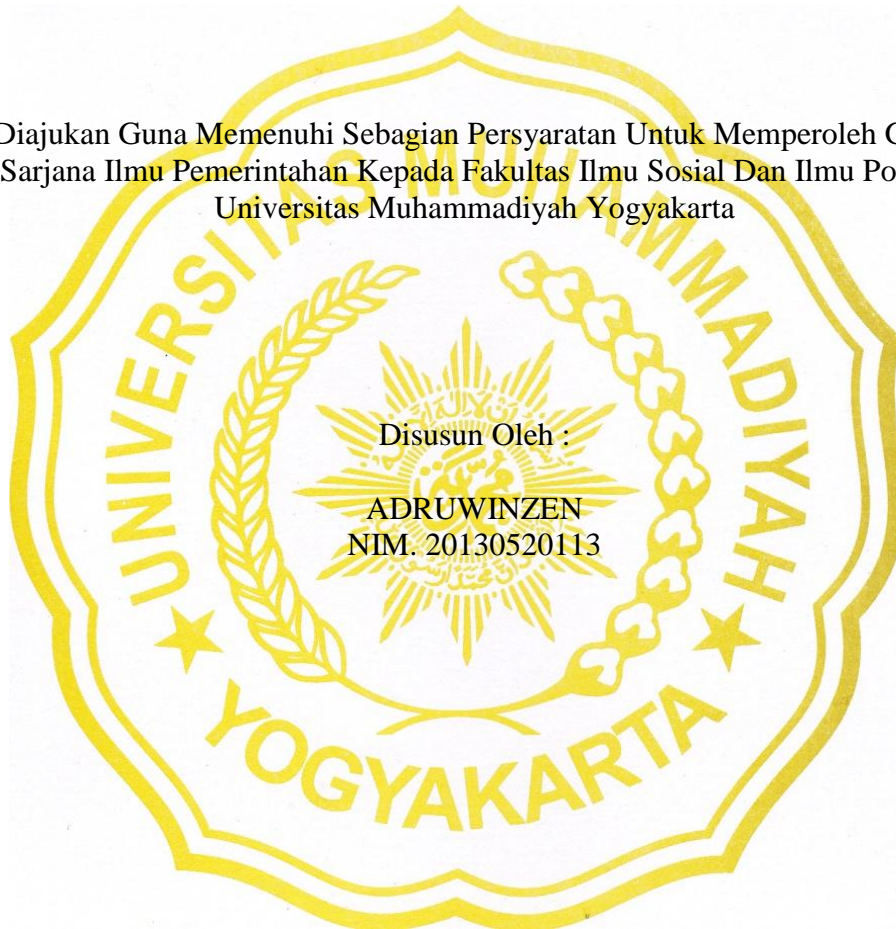 Diajukan Guna Memenuhi Sebagian Persyaratan Untuk Memperoleh
Sarjana Ilmu Pemerintahan Kepada Fakultas Ilmu Sosial Dan Ilmu
Universitas Muhammadiyah Yogyakarta
UNIVERSITAS MUHAMMADIYAH
Disusun Oleh :
ADRUWINZEN
NIM. 20130520113
★ YOGYAKARTA ★